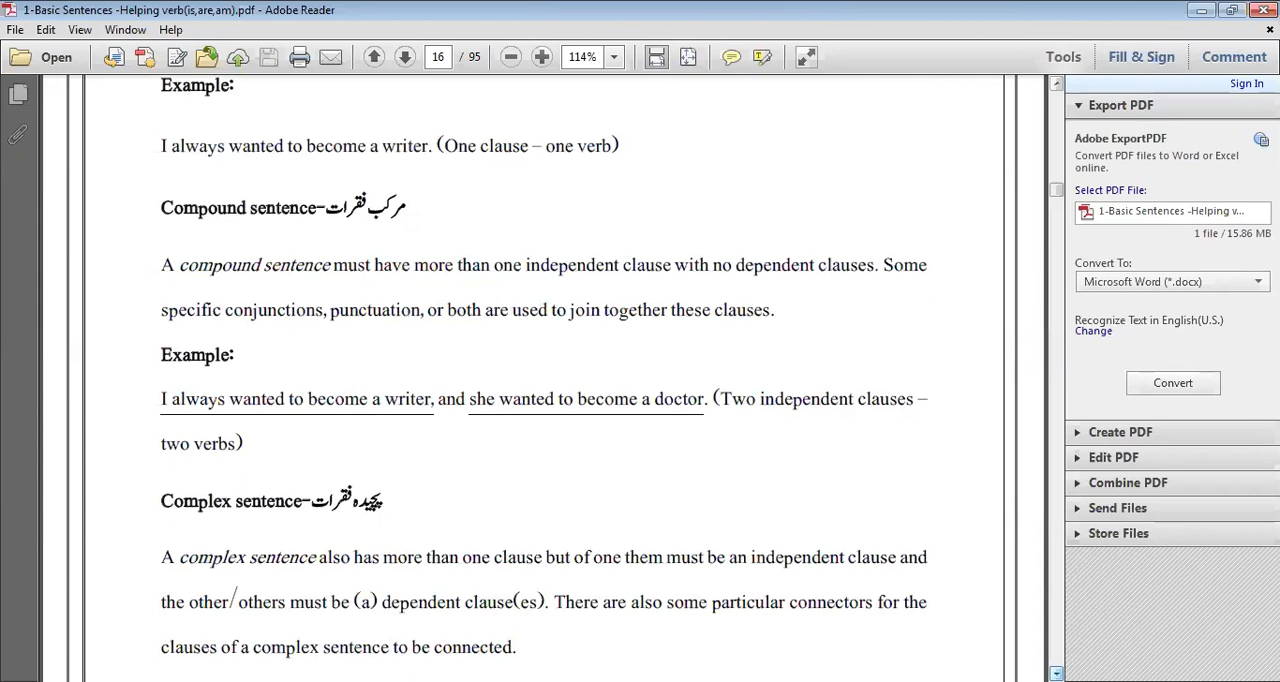 1-Basic Sentences -Helping verb(is,are,am).pdf - Adobe Reader
File Edit View Window Help
Open 16 / 95 114% Tools Fill & Sign Comment
Sign In
Example:
I always wanted to become a writer. (One clause – one verb)
Compound sentence-مرکب فقرات
A compound sentence must have more than one independent clause with no dependent clauses. Some
specific conjunctions, punctuation, or both are used to join together these clauses.
Example:
I always wanted to become a writer, and she wanted to become a doctor. (Two independent clauses –
two verbs)
Complex sentence-پیچیدہ فقرات
A complex sentence also has more than one clause but of one them must be an independent clause and
the other/others must be (a) dependent clause(es). There are also some particular connectors for the
clauses of a complex sentence to be connected.
Export PDF
Adobe ExportPDF
Convert PDF files to Word or Excel
online.
Select PDF File:
1-Basic Sentences -Helping v...
1 file / 15.86 MB
Convert To:
Microsoft Word (*.docx)
Recognize Text in English(U.S.)
Change
Convert
Create PDF
Edit PDF
Combine PDF
Send Files
Store Files